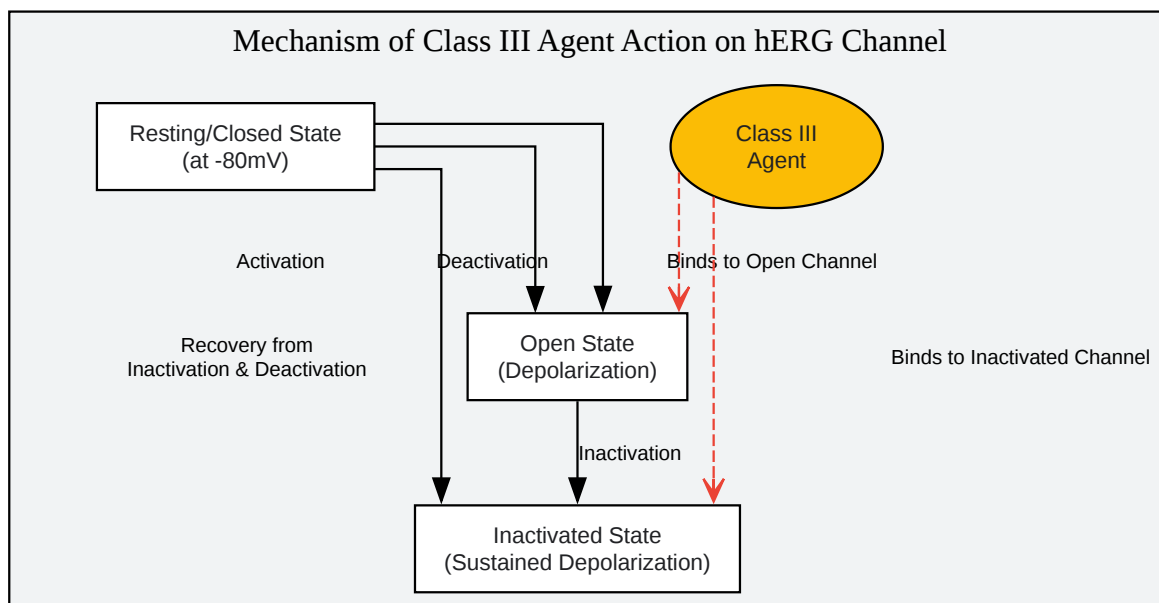 Mechanism of Class III Agent Action on hERG Channel
Resting/Closed State
(at -80mV)
Class III
Agent
Activation
Deactivation
Binds to Open Channel
Recovery from
Inactivation & Deactivation
Open State
(Depolarization)
Binds to Inactivated Channel
Inactivation
Inactivated State
(Sustained Depolarization)